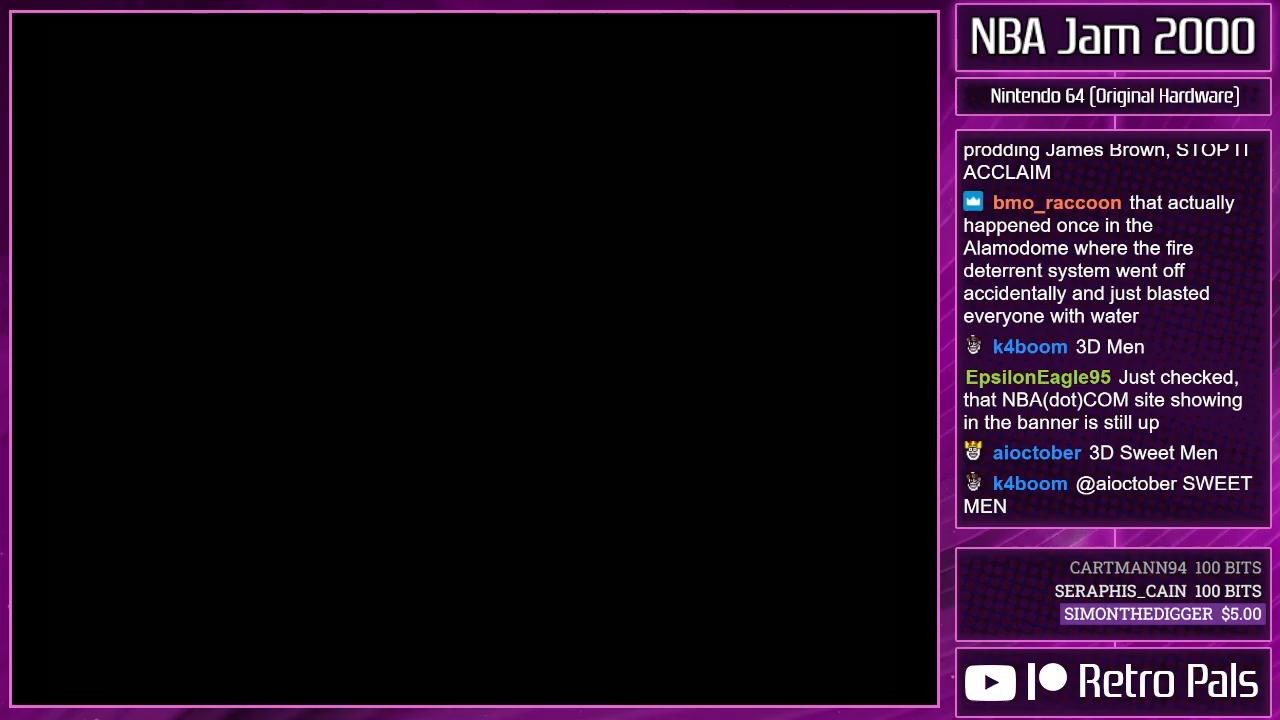 NBA Jam 2000
Nintendo 64 (Original Hardware)
prodding James Brown, STOP IT
ACCLAIM
bmo_raccoon that actually
happened once in the
Alamodome where the fire
deterrent system went off
accidentally and just blasted
everyone with water
k4boom 3D Men
EpsilonEagle95 Just checked,
that NBA(dot)COM site showing
in the banner is still up
aioctober 3D Sweet Men
k4boom @aioctober SWEET
MEN
CARTMANN94 100 BITS
SERAPHIS_CAIN 100 BITS
SIMONTHEDIGGER $5.00
Retro Pals